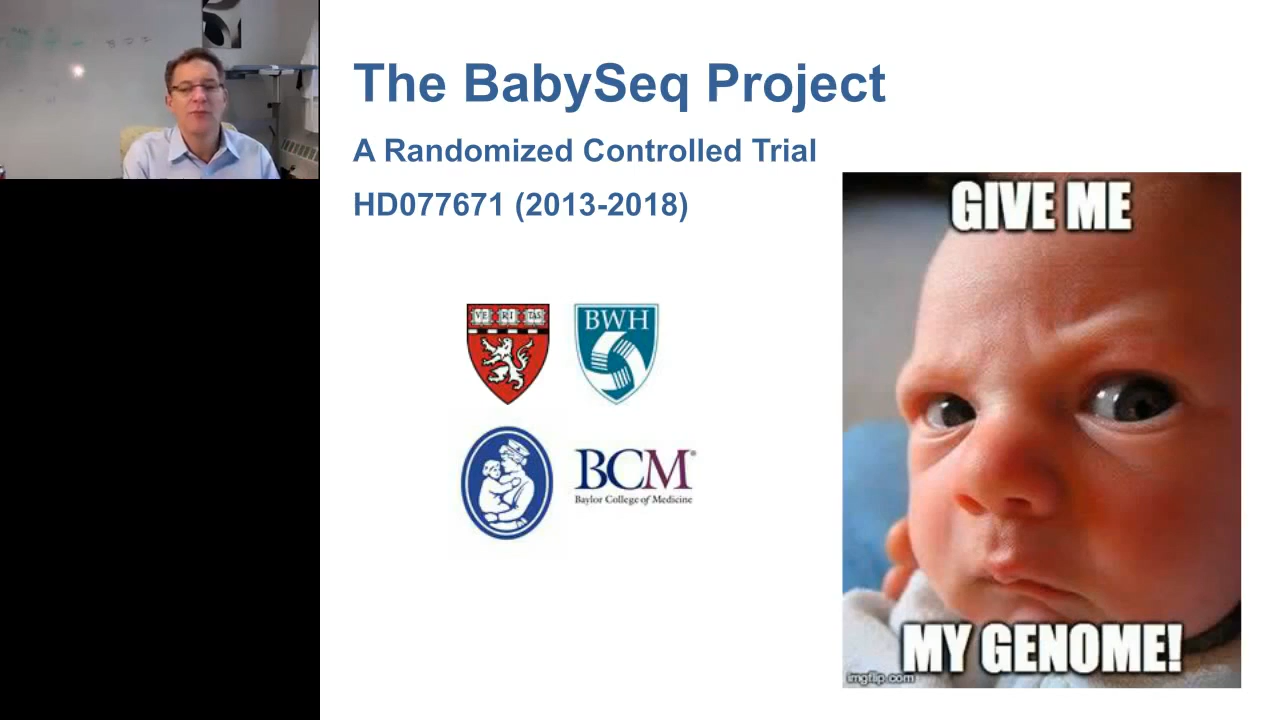 The BabySeq Project
A Randomized Controlled Trial
HD077671 (2013-2018)
GIVE ME
VE RI TAS
BWH
BCM®
Baylor College of Medicine
MY GENOME!
imgflip.com